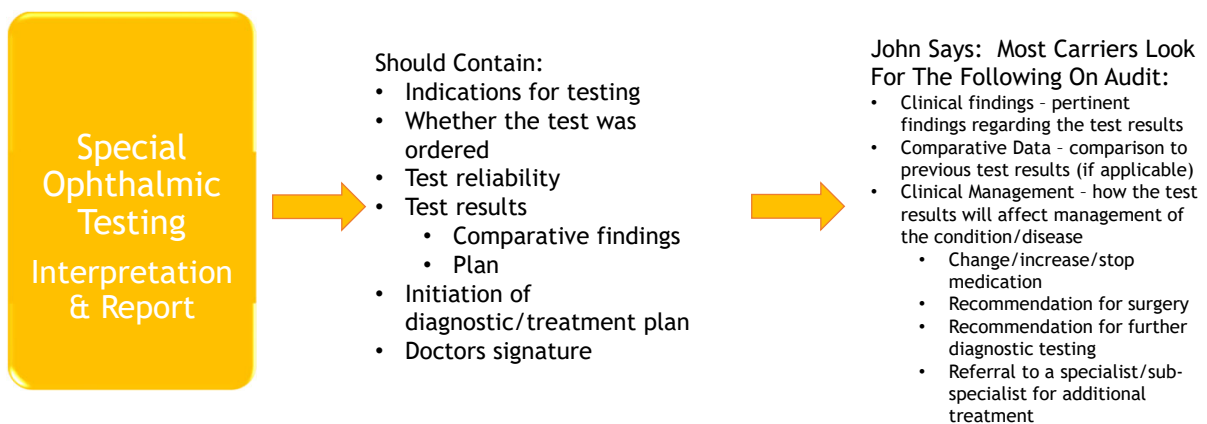 Special
Ophthalmic
Testing
Interpretation
& Report
Should Contain:
• Indications for testing
• Whether the test was
ordered
• Test reliability
• Test results
• Comparative findings
• Plan
• Initiation of
diagnostic/treatment plan
• Doctors signature
John Says: Most Carriers Look
For The Following On Audit:
• Clinical findings – pertinent
findings regarding the test results
• Comparative Data – comparison to
previous test results (if applicable)
• Clinical Management – how the test
results will affect management of
the condition/disease
• Change/increase/stop
medication
• Recommendation for surgery
• Recommendation for further
diagnostic testing
• Referral to a specialist/sub-
specialist for additional
treatment